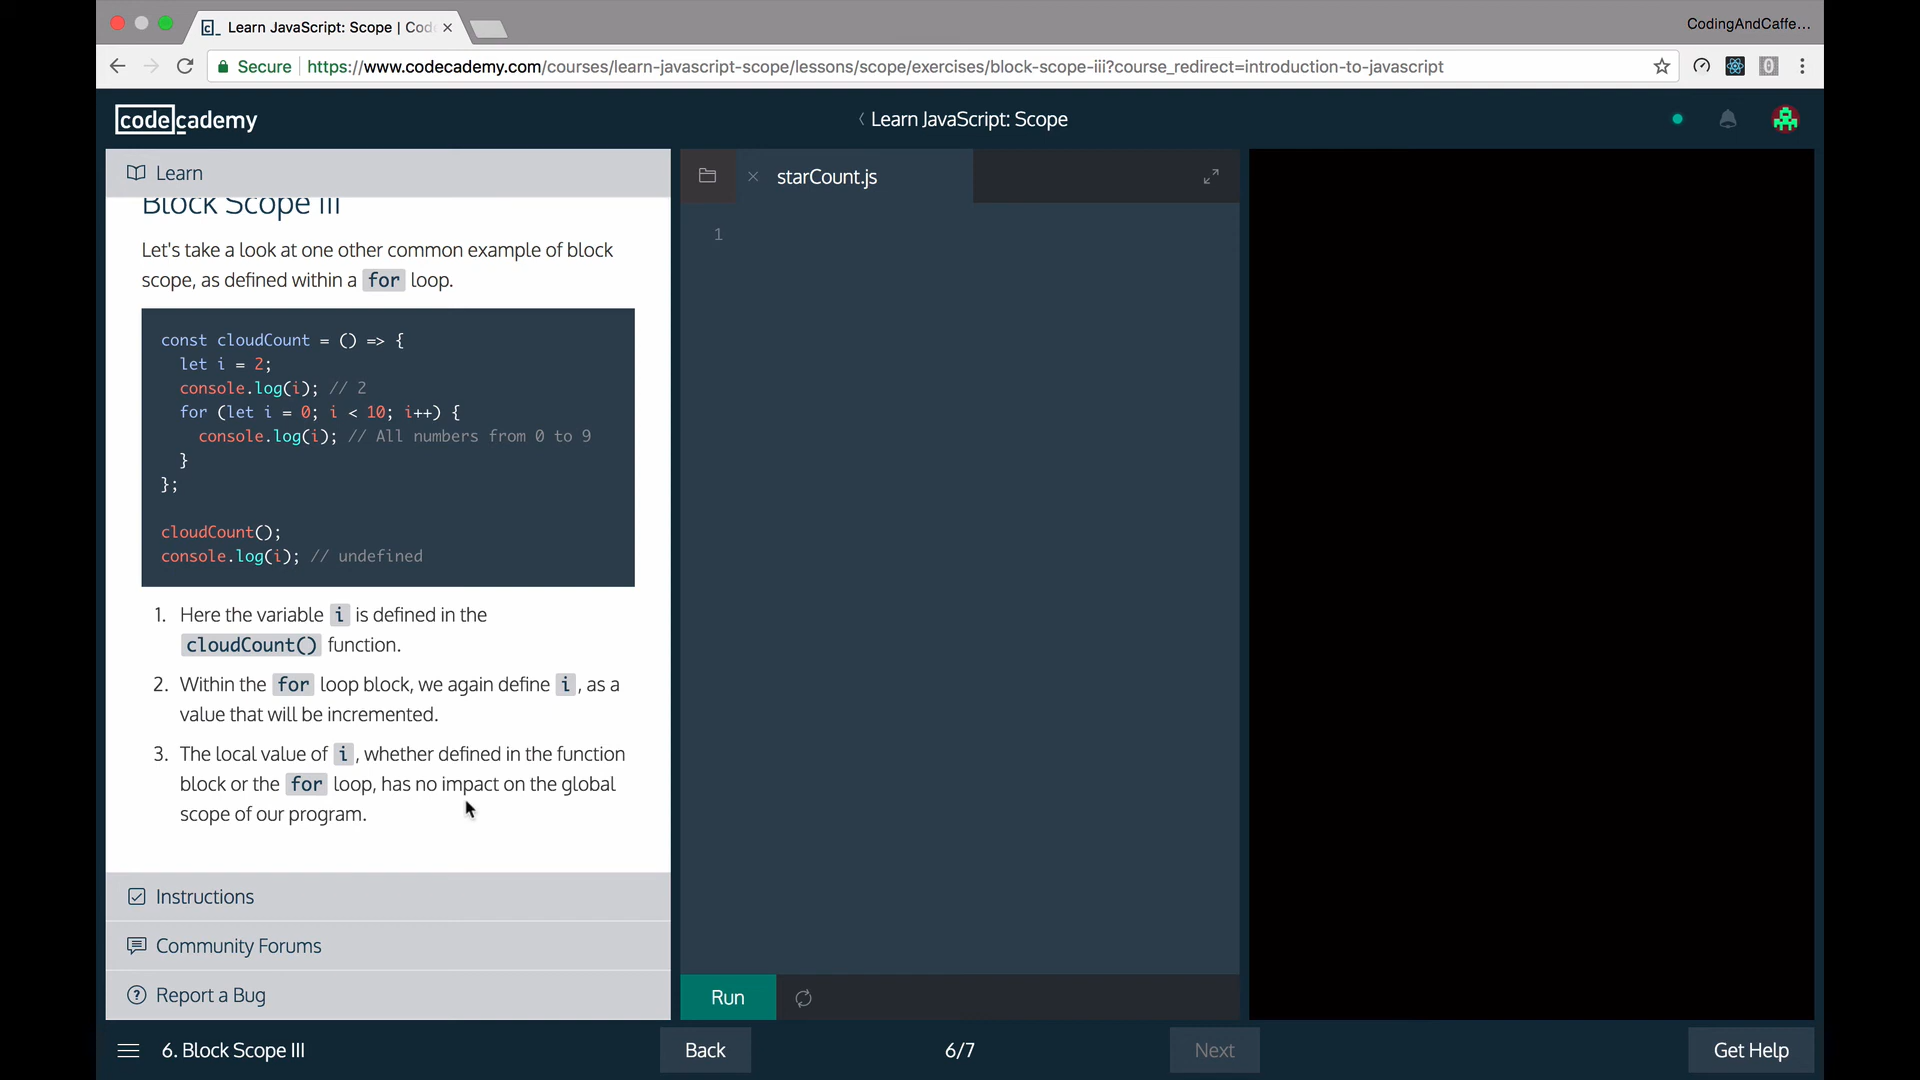 Learn JavaScript: Scope | Cod
CodingAndCaffe...
Secure
https://www.codecademy.com/courses/learn-javascript-scope/lessons/scope/exercises/block-scope-iii?course_redirect=introduction-to-javascript
codecademy
Learn JavaScript: Scope
Learn
Block Scope III
Let's take a look at one other common example of block
scope, as defined within a for loop.
const cloudCount = () => {
let i = 2;
console.log(i); // 2
for (let i = 0; i < 10; i++) {
console.log(i); // All numbers from 0 to 9
}
};
cloudCount();
console.log(i); // undefined
1. Here the variable i is defined in the
cloudCount() function.
2. Within the for loop block, we again define i, as a
value that will be incremented.
3. The local value of i, whether defined in the function
block or the for loop, has no impact on the global
scope of our program.
Instructions
Community Forums
Report a Bug
starCount.js
1
Run
6. Block Scope III
Back
6/7
Next
Get Help